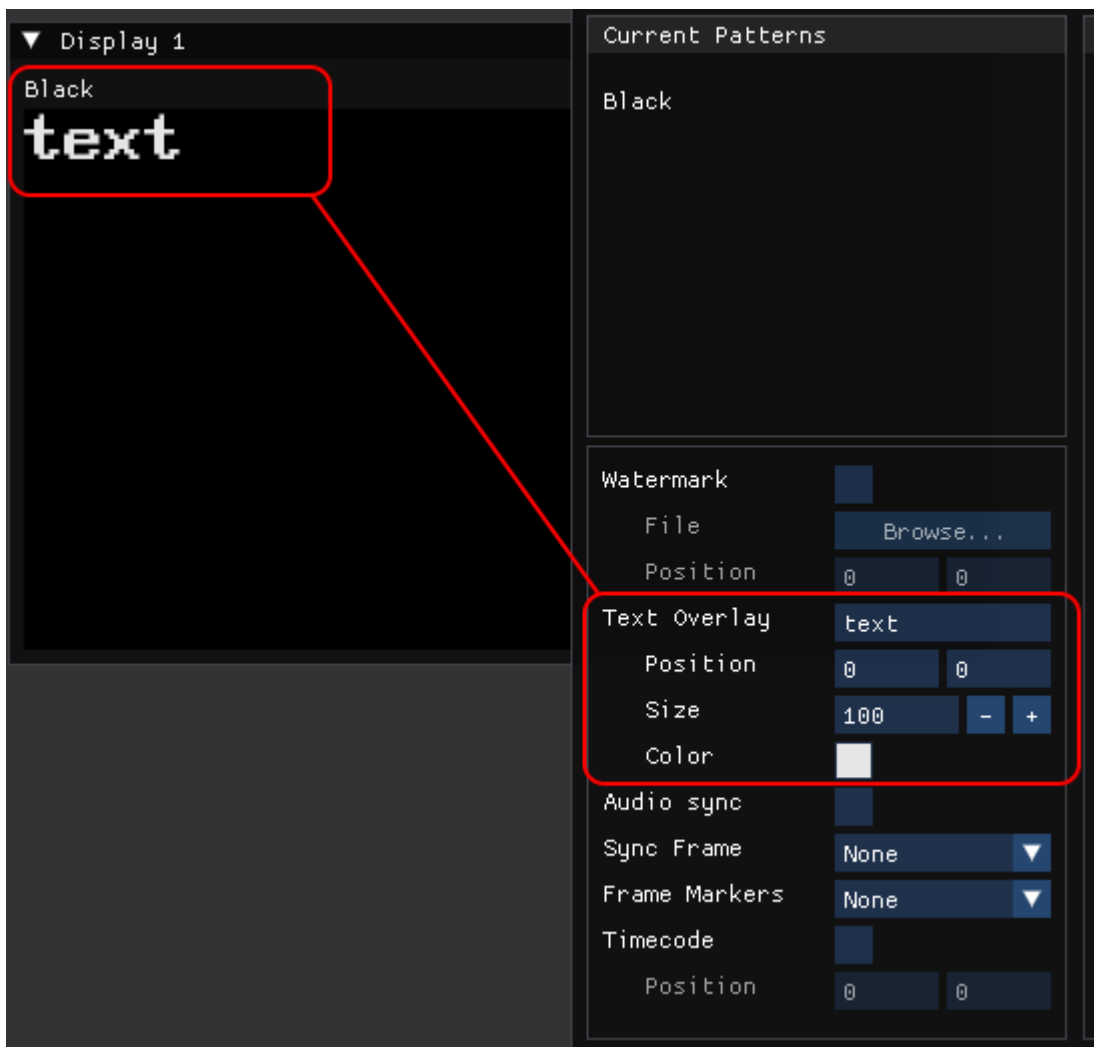 ▼ Display 1
Black
text
Current Patterns
Black
Watermark
File Browse...
Position 0 0
Text Overlay text
Position 0 0
Size 100 - +
Color
Audio sync
Sync Frame None ▼
Frame Markers None ▼
Timecode
Position 0 0